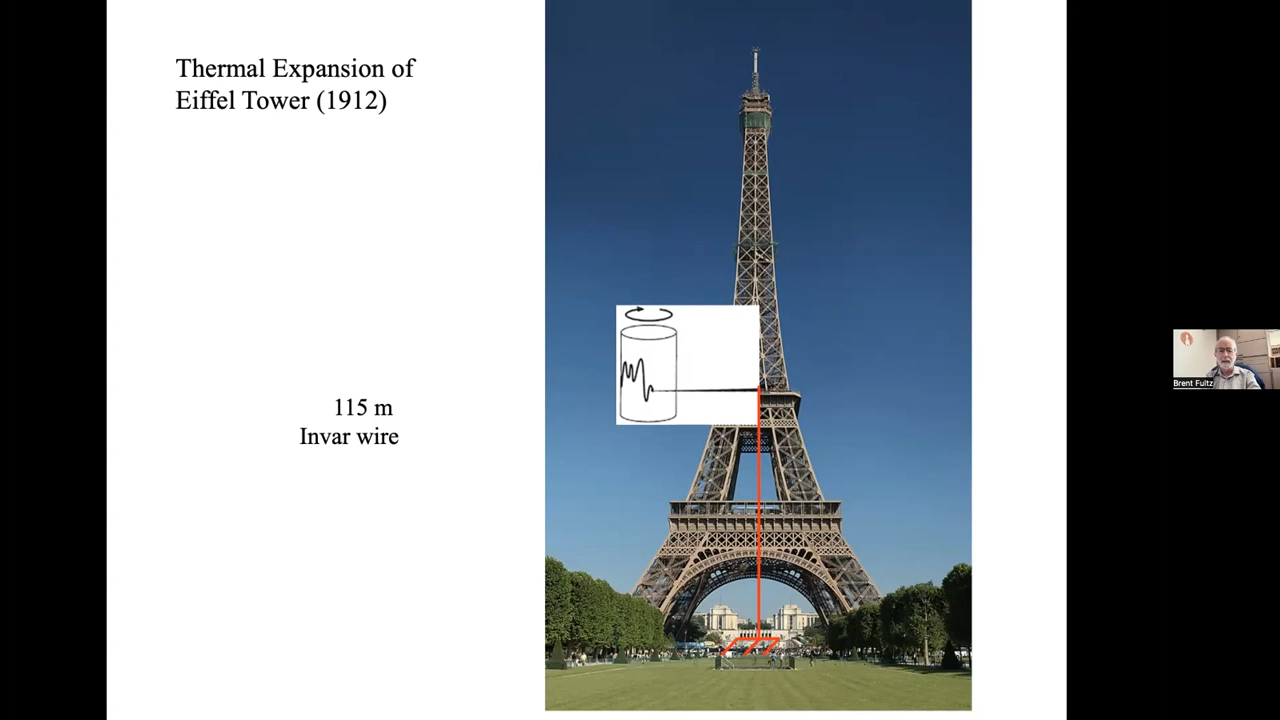 Thermal Expansion of
Eiffel Tower (1912)
115 m
Invar wire
Brent Fultz